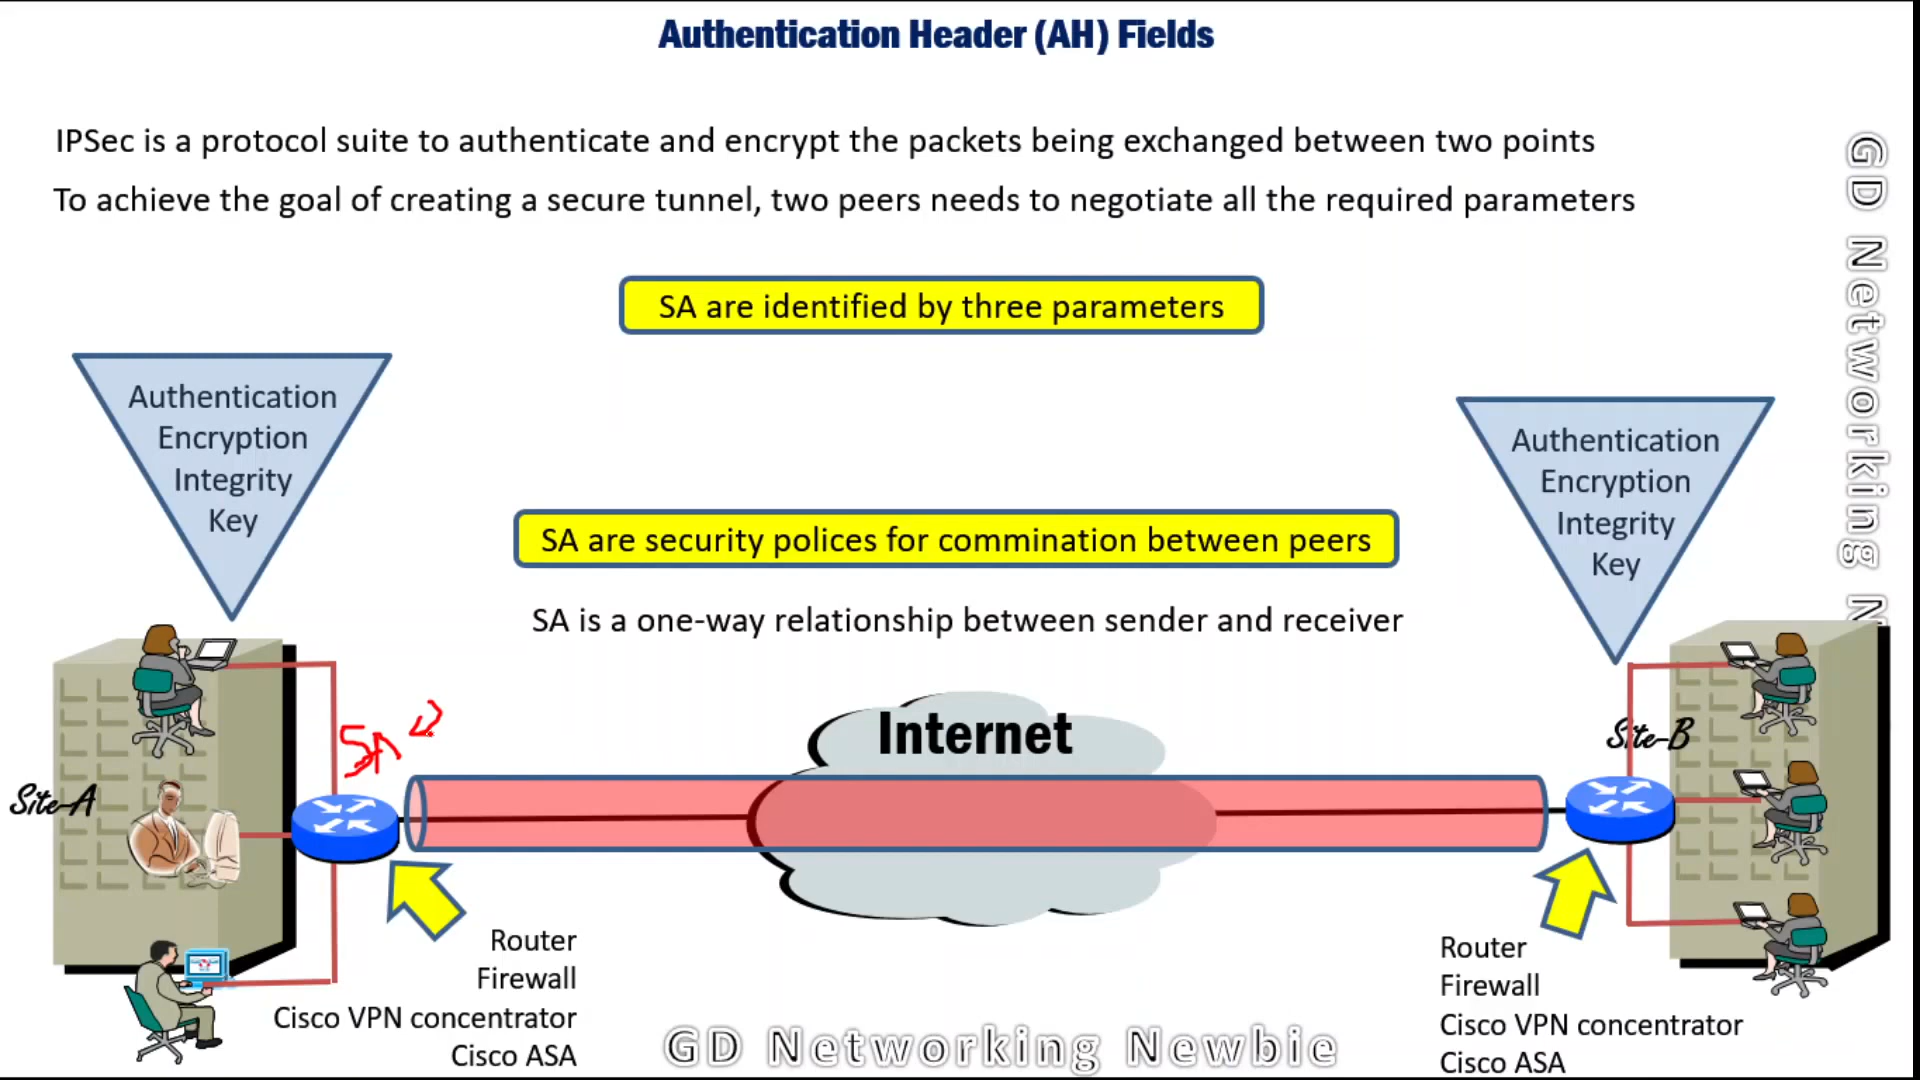 Authentication Header (AH) Fields
IPSec is a protocol suite to authenticate and encrypt the packets being exchanged between two points
To achieve the goal of creating a secure tunnel, two peers needs to negotiate all the required parameters
SA are identified by three parameters
Authentication
Encryption
Integrity
Key
Authentication
Encryption
Integrity
Key
SA are security polices for commination between peers
SA is a one-way relationship between sender and receiver
SA
Internet
Site-A
Site-B
Router
Firewall
Cisco VPN concentrator
Cisco ASA
Router
Firewall
Cisco VPN concentrator
Cisco ASA
GD Networking Newbie
GD Networking N